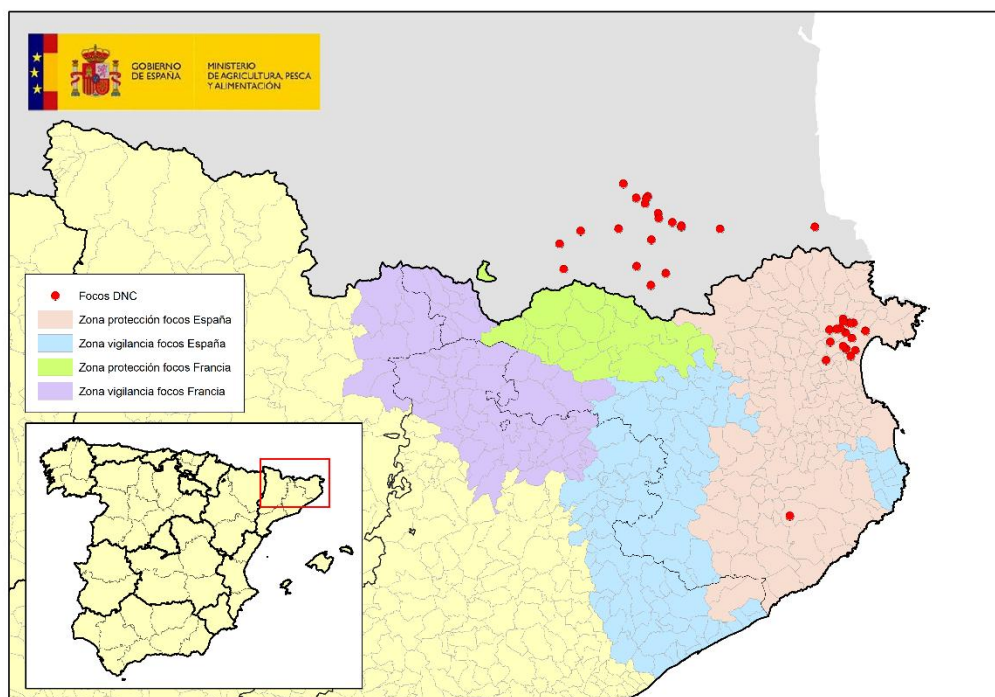 GOBIERNO
DE ESPAÑA
MINISTERIO
DE AGRICULTURA, PESCA
Y ALIMENTACIÓN
Focos DNC
Zona protección focos España
Zona vigilancia focos España
Zona protección focos Francia
Zona vigilancia focos Francia